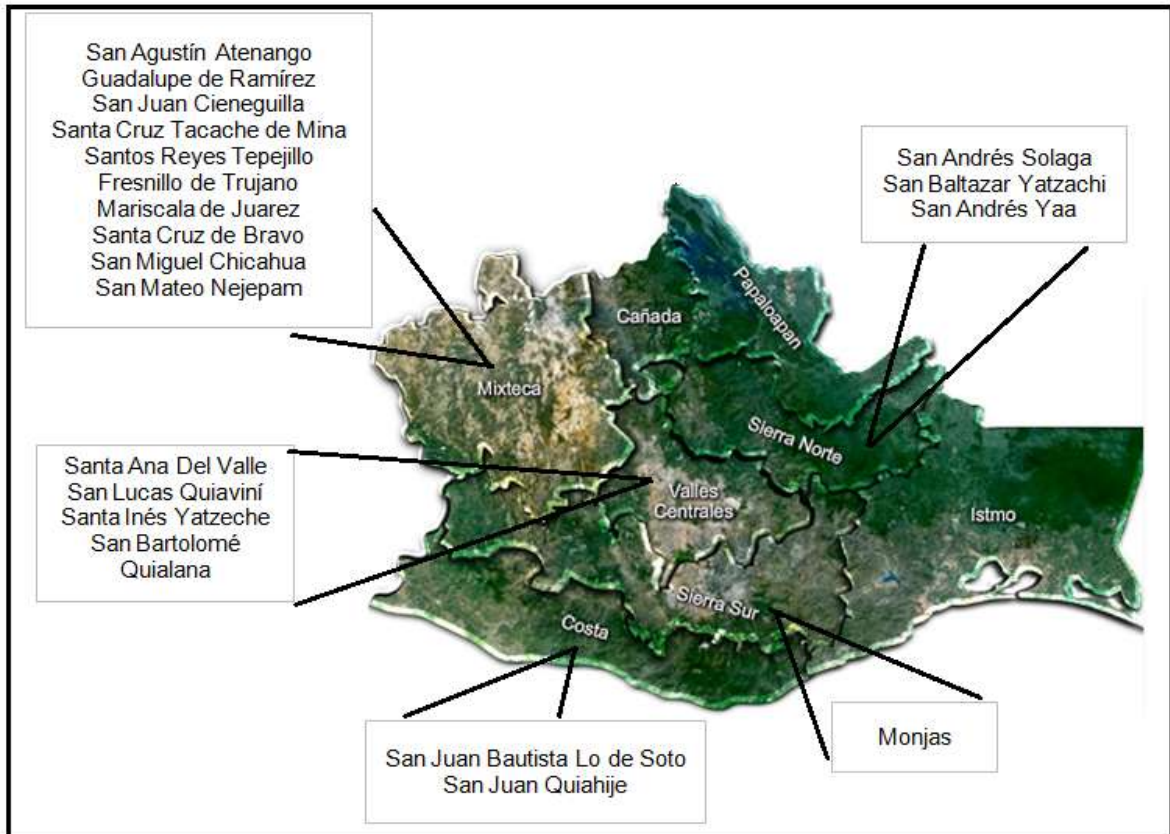 San Agustín Atenango
Guadalupe de Ramírez
San Juan Cieneguilla
Santa Cruz Tacache de Mina
Santos Reyes Tepejillo
Fresnillo de Trujano
Mariscala de Juarez
Santa Cruz de Bravo
San Miguel Chicahua
San Mateo Nejepam
San Andrés Solaga
San Baltazar Yatzachi
San Andrés Yaa
Papaloapan
Cañada
Mixteca
Sierra Norte
Santa Ana Del Valle
San Lucas Quiaviní
Santa Inés Yatzeche
San Bartolomé
Quialana
Valles
Centrales
Istmo
Sierra Sur
Costa
San Juan Bautista Lo de Soto
San Juan Quiahije
Monjas